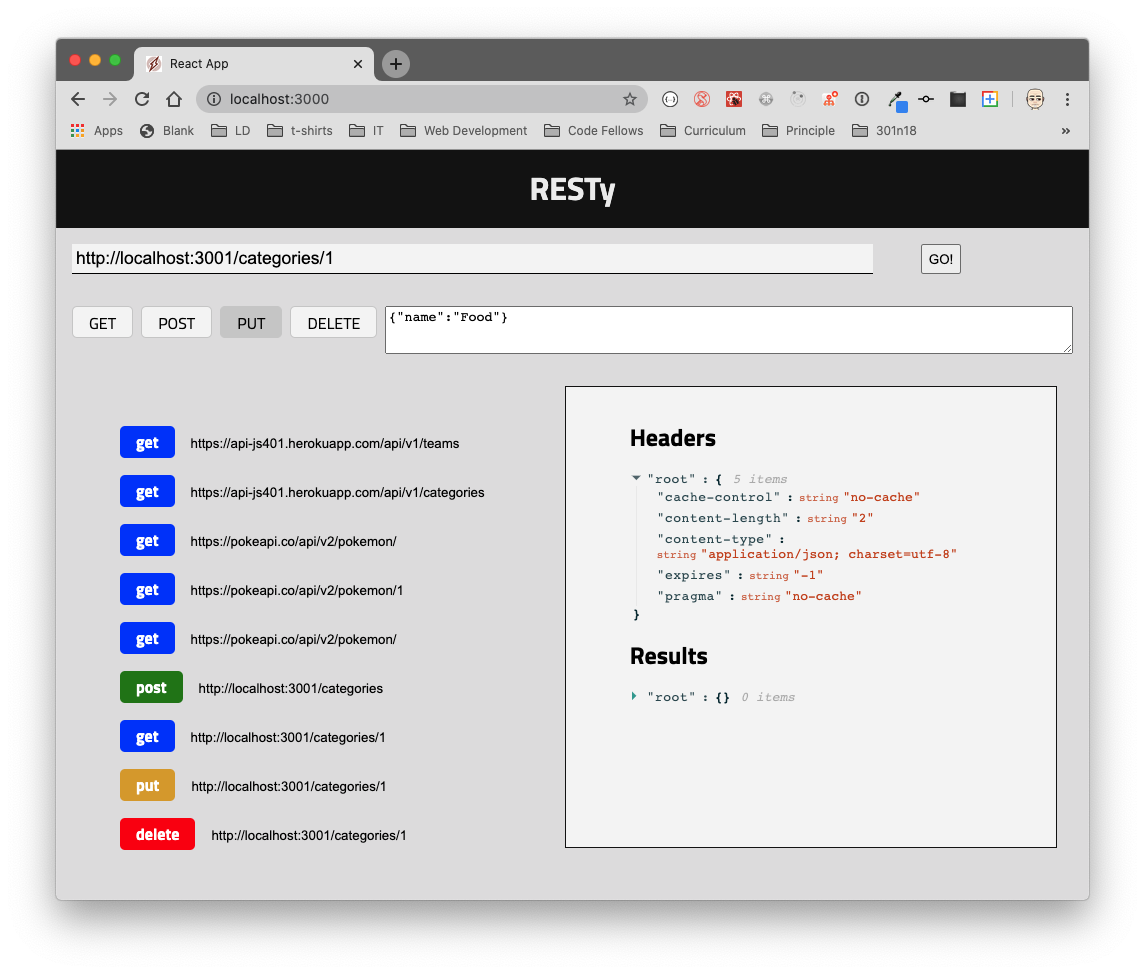 React App
localhost:3000
Apps Blank LD t-shirts IT Web Development Code Fellows Curriculum Principle 301n18 »
RESTy
http://localhost:3001/categories/1 GO!
GET POST PUT DELETE {"name":"Food"}
get https://api-js401.herokuapp.com/api/v1/teams
get https://api-js401.herokuapp.com/api/v1/categories
get https://pokeapi.co/api/v2/pokemon/
get https://pokeapi.co/api/v2/pokemon/1
get https://pokeapi.co/api/v2/pokemon/
post http://localhost:3001/categories
get http://localhost:3001/categories/1
put http://localhost:3001/categories/1
delete http://localhost:3001/categories/1
Headers
"root" : { 5 items
"cache-control" : string "no-cache"
"content-length" : string "2"
"content-type" :
string "application/json; charset=utf-8"
"expires" : string "-1"
"pragma" : string "no-cache"
}
Results
"root" : {} 0 items